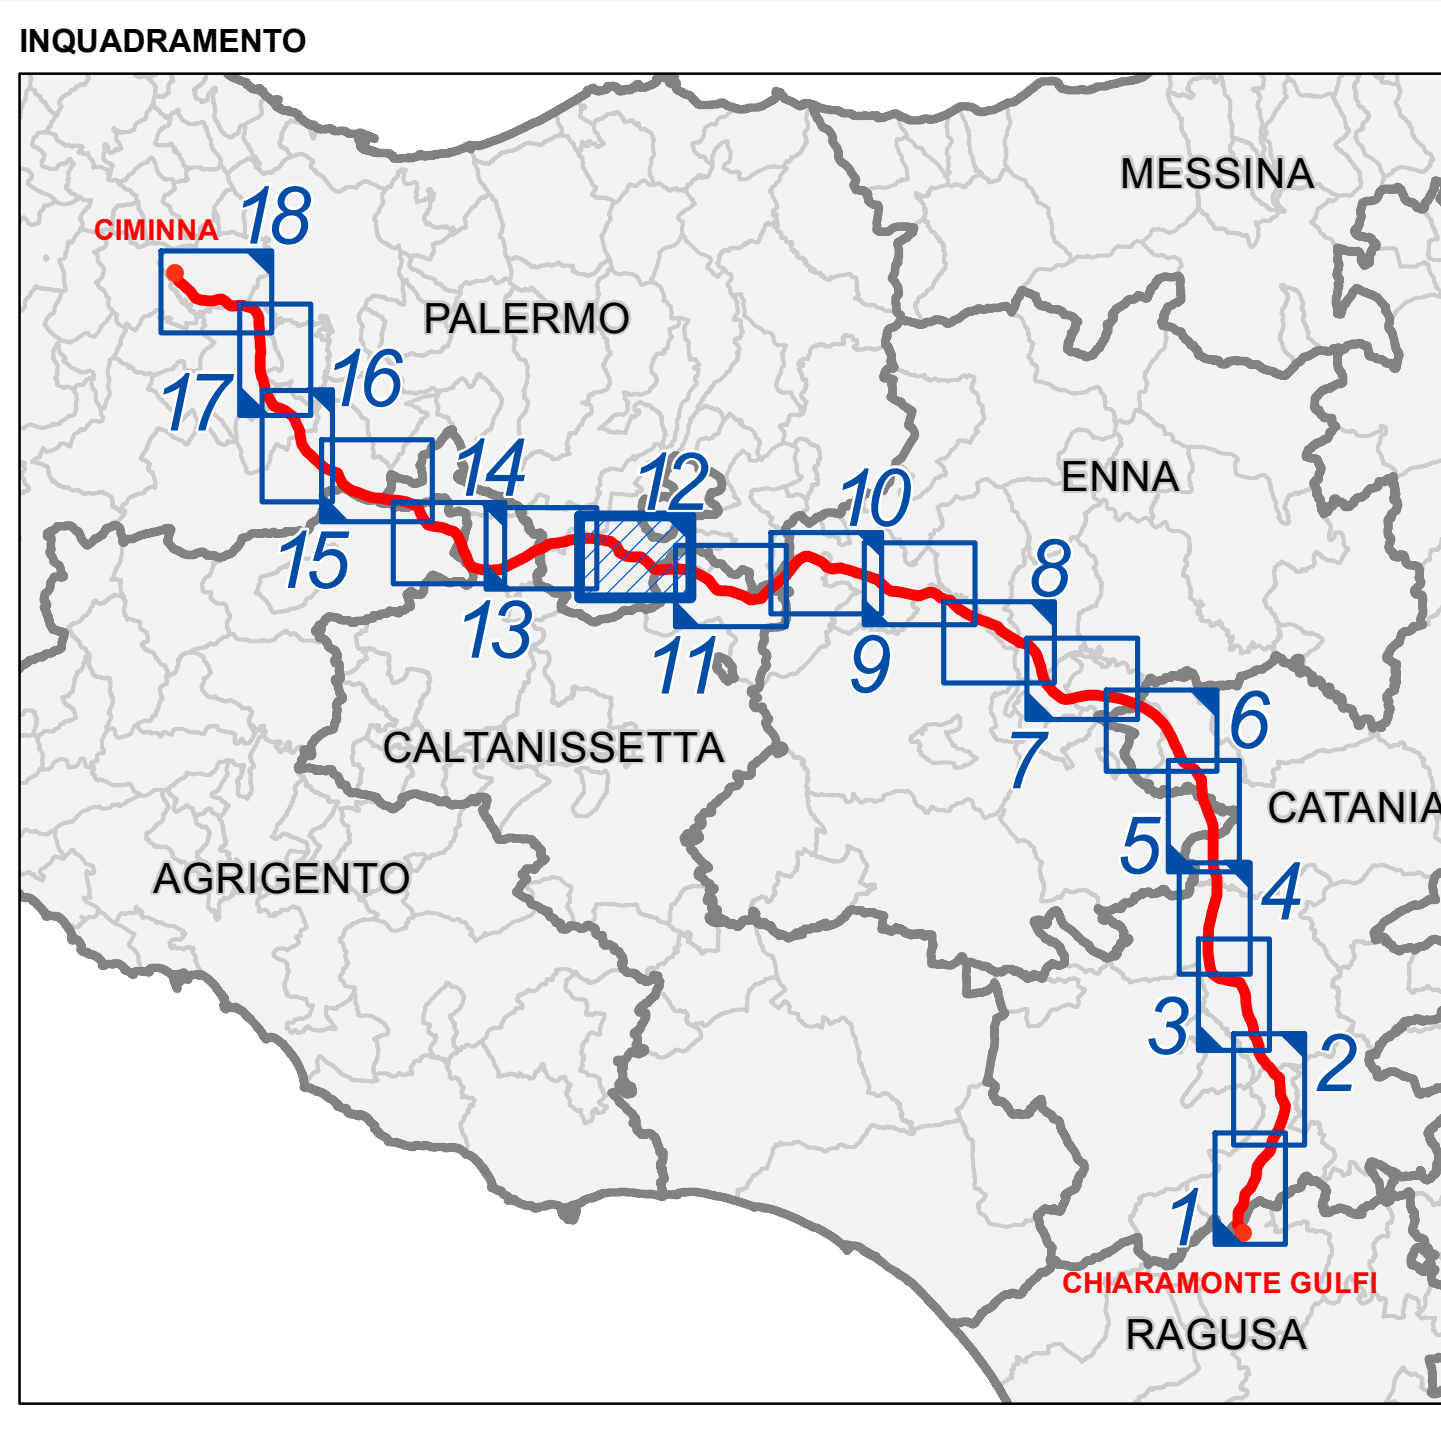 INQUADRAMENTO
MESSINA
18
CIMINNA
PALERMO
16
17
14
12
10
ENNA
15
13
11
9
8
6
7
CALTANISSETTA
CATANIA
5
4
AGRIGENTO
3
2
1
CHIARAMONTE GULFI
RAGUSA